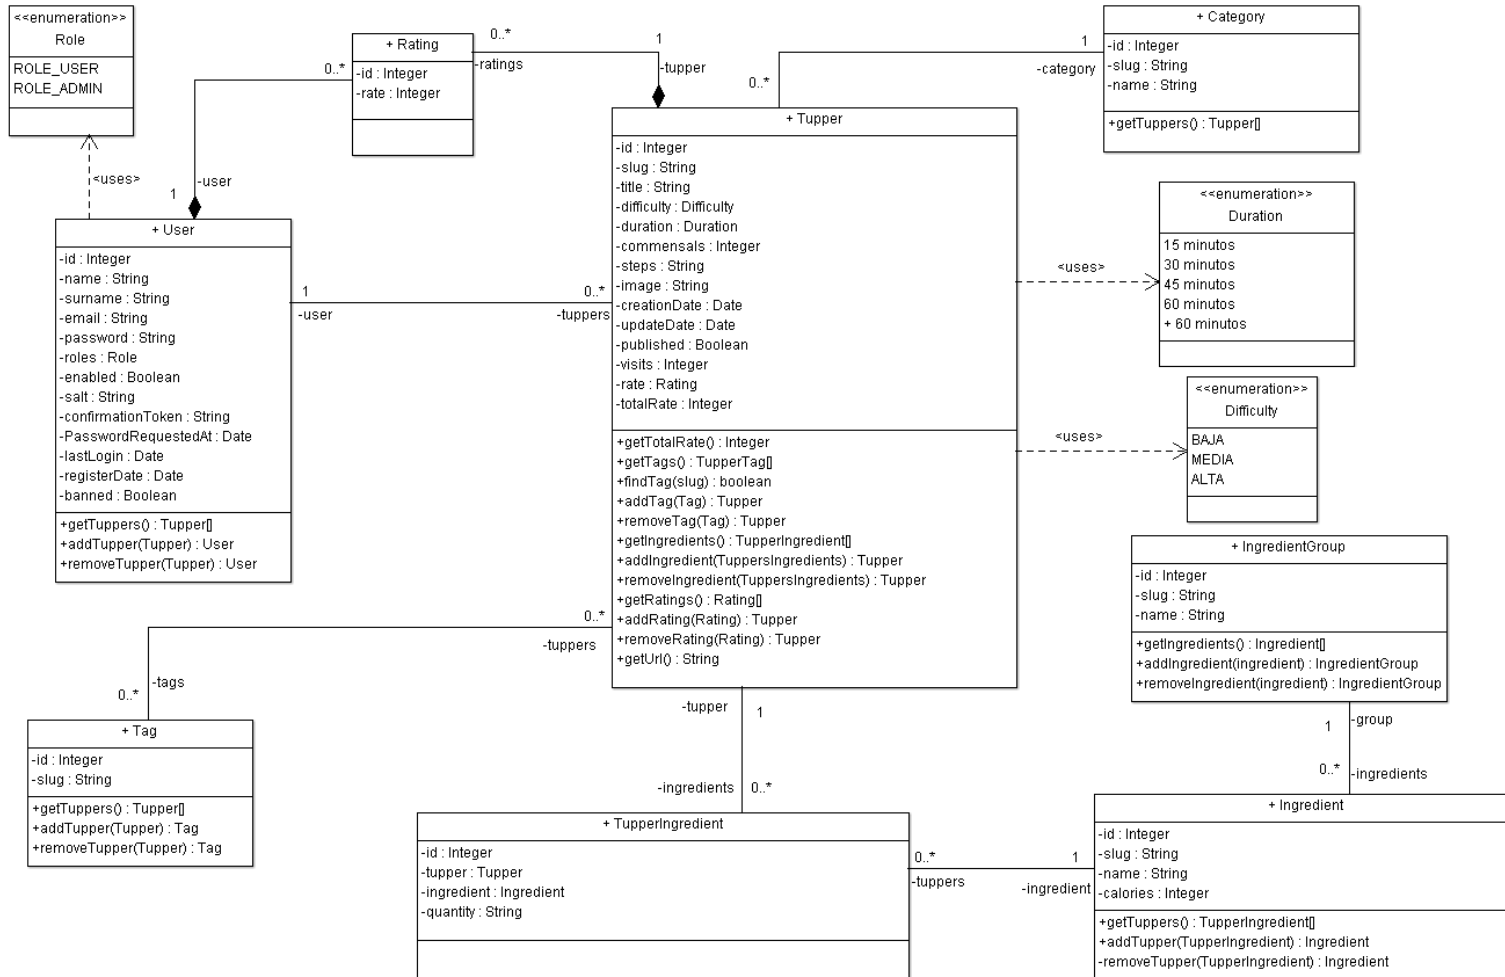 <<enumeration>>
Role
ROLE_USER
ROLE_ADMIN
<uses>
+ Rating
-id : Integer
-rate : Integer
0..*
-user
1
0..*
-ratings
1
-tupper
+ Category
-id : Integer
-slug : String
-name : String
+getTuppers() : Tupper[]
1
-category
0..*
+ User
-id : Integer
-name : String
-surname : String
-email : String
-password : String
-roles : Role
-enabled : Boolean
-salt : String
-confirmationToken : String
-PasswordRequestedAt : Date
-lastLogin : Date
-registerDate : Date
-banned : Boolean
+getTuppers() : Tupper[]
+addTupper(Tupper) : User
+removeTupper(Tupper) : User
1
-user
0..*
-tuppers
+ Tupper
-id : Integer
-slug : String
-title : String
-difficulty : Difficulty
-duration : Duration
-commensals : Integer
-steps : String
-image : String
-creationDate : Date
-updateDate : Date
-published : Boolean
-visits : Integer
-rate : Rating
-totalRate : Integer
+getTotalRate() : Integer
+getTags() : TupperTag[]
+findTag(slug) : boolean
+addTag(Tag) : Tupper
+removeTag(Tag) : Tupper
+getIngredients() : TupperIngredient[]
+addIngredient(TuppersIngredients) : Tupper
+removeIngredient(TuppersIngredients) : Tupper
+getRatings() : Rating[]
+addRating(Rating) : Tupper
+removeRating(Rating) : Tupper
+getUrl() : String
<uses>
<<enumeration>>
Duration
15 minutos
30 minutos
45 minutos
60 minutos
+ 60 minutos
<uses>
<<enumeration>>
Difficulty
BAJA
MEDIA
ALTA
+ IngredientGroup
-id : Integer
-slug : String
-name : String
+getIngredients() : Ingredient[]
+addIngredient(ingredient) : IngredientGroup
+removeIngredient(ingredient) : IngredientGroup
1
-group
0..*
-ingredients
0..*
-tuppers
-tags
0..*
+ Tag
-id : Integer
-slug : String
+getTuppers() : Tupper[]
+addTupper(Tupper) : Tag
+removeTupper(Tupper) : Tag
-tupper
1
-ingredients
0..*
+ TupperIngredient
-id : Integer
-tupper : Tupper
-ingredient : Ingredient
-quantity : String
0..*
-tuppers
1
-ingredient
+ Ingredient
-id : Integer
-slug : String
-name : String
-calories : Integer
+getTuppers() : TupperIngredient[]
+addTupper(TupperIngredient) : Ingredient
-removeTupper(TupperIngredient) : Ingredient